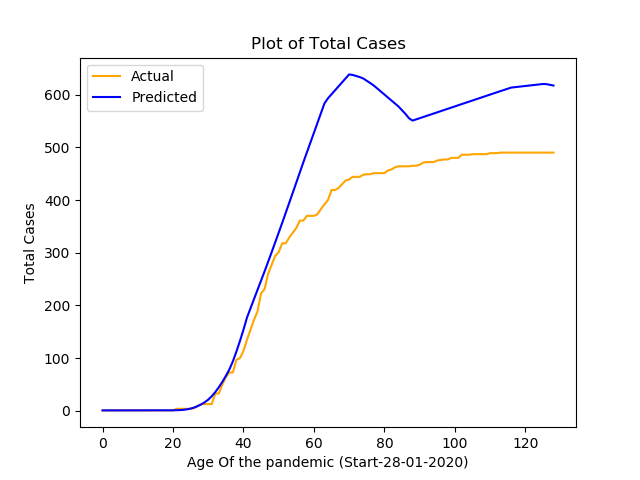 Plot of Total Cases
Actual
Predicted
Total Cases
600
500
400
300
200
100
0
0 20 40 60 80 100 120
Age Of the pandemic (Start-28-01-2020)